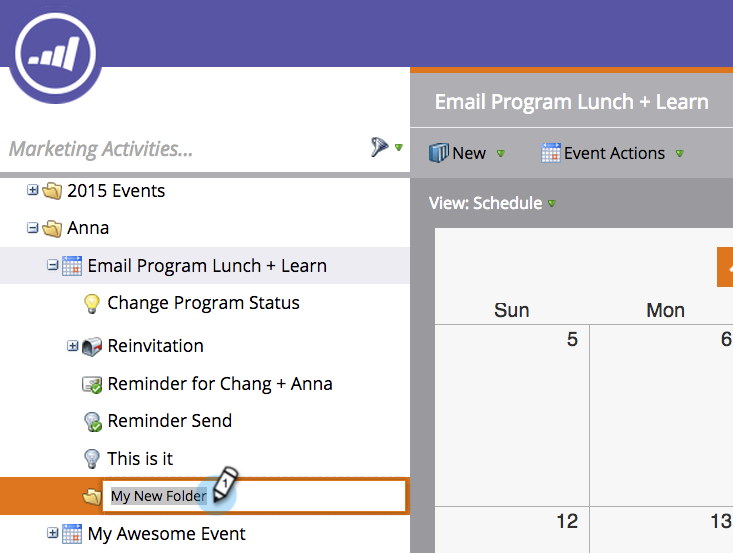 Marketing Activities...
2015 Events
Anna
Email Program Lunch + Learn
Change Program Status
Reinvitation
Reminder for Chang + Anna
Reminder Send
This is it
My New Folder
1
My Awesome Event
Email Program Lunch + Learn
New
Event Actions
View: Schedule
Sun Mon
5 6
12 13